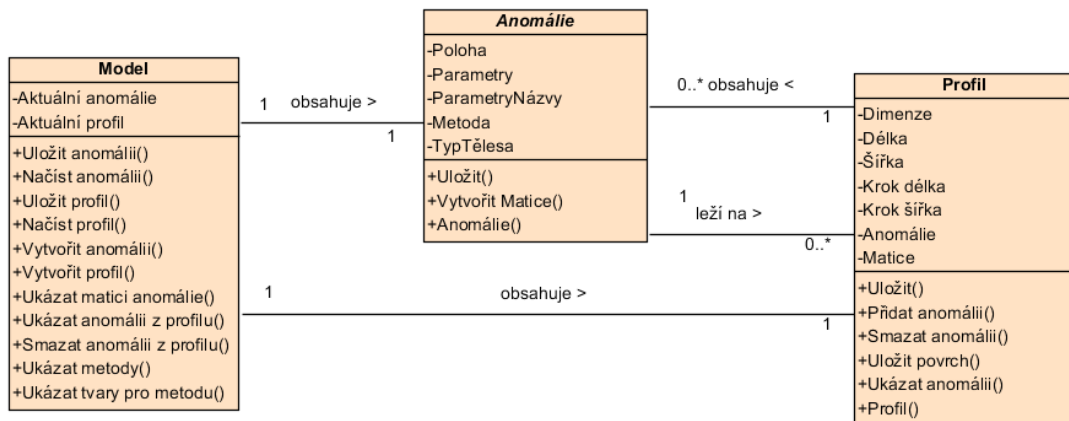 Model
-Aktuální anomálie
-Aktuální profil
+Uložit anomálii()
+Načíst anomálii()
+Uložit profil()
+Načíst profil()
+Vytvořit anomálii()
+Vytvořit profil()
+Ukázat matici anomálie()
+Ukázat anomálii z profilu()
+Smazat anomálii z profilu()
+Ukázat metody()
+Ukázat tvary pro metodu()
1 obsahuje >
1
Anomálie
-Poloha
-Parametry
-ParametryNázvy
-Metoda
-TypTělesa
+Uložit()
+Vytvořit Matice()
+Anomálie()
0..* obsahuje <
1
1
leží na >
0..*
1 obsahuje >
1
Profil
-Dimenze
-Délka
-Šířka
-Krok délka
-Krok šířka
-Anomálie
-Matice
+Uložit()
+Přidat anomálii()
+Smazat anomálii()
+Uložit povrch()
+Ukázat anomálii()
+Profil()